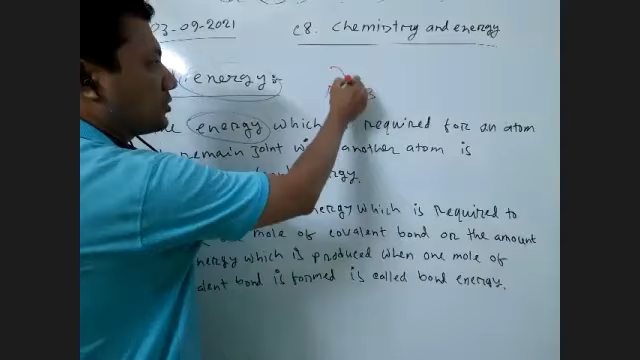 03-09-2021
C8. Chemistry and energy
energy:-
energy which required for an atom
remain joint another atom is
energy.
energy which is required to
mole of covalent bond or the amount
energy which is produced when one mole of
bond is formed is called bond energy.